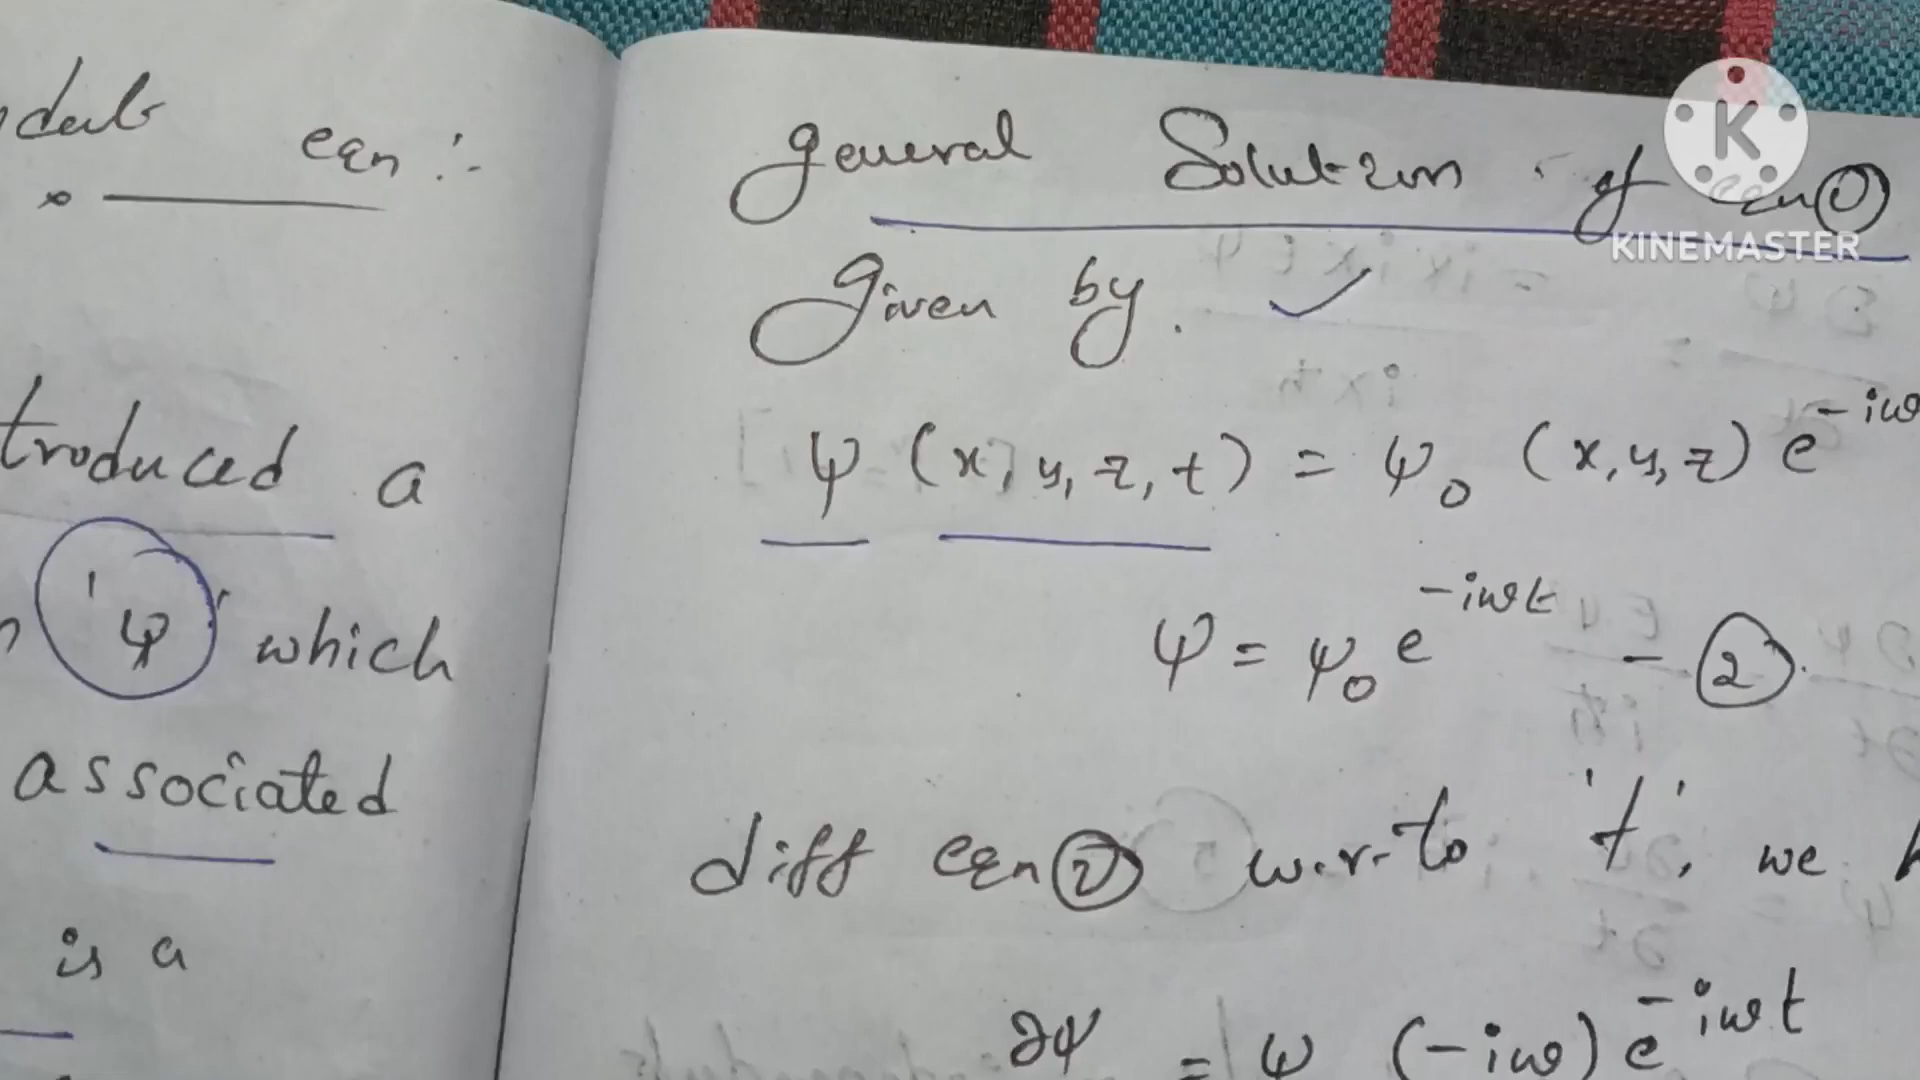 eqn :-
troduced a
'ψ' which
associated
is a
general Solution of eqn ①
Given by.
ψ (x, y, z, t) = ψ₀ (x, y, z) e^-iω
ψ = ψ₀ e^-iωt - ②.
diff eqn ② w.r.to 't', we h
∂ψ = ψ (-iω) e^-iωt
K
KINEMASTER